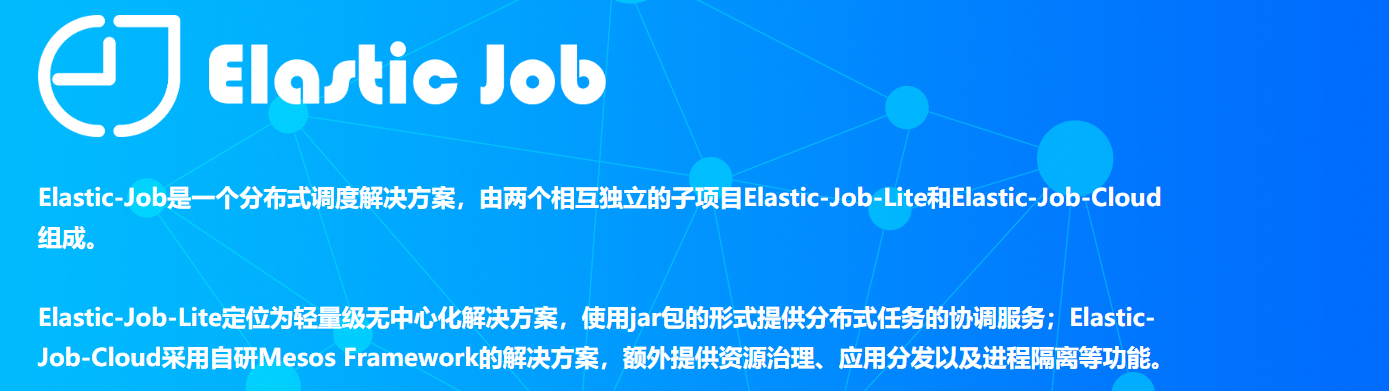 Elastic Job
Elastic-Job是一个分布式调度解决方案，由两个相互独立的子项目Elastic-Job-Lite和Elastic-Job-Cloud
组成。
Elastic-Job-Lite定位为轻量级无中心化解决方案，使用jar包的形式提供分布式任务的协调服务；Elastic-
Job-Cloud采用自研Mesos Framework的解决方案，额外提供资源治理、应用分发以及进程隔离等功能。